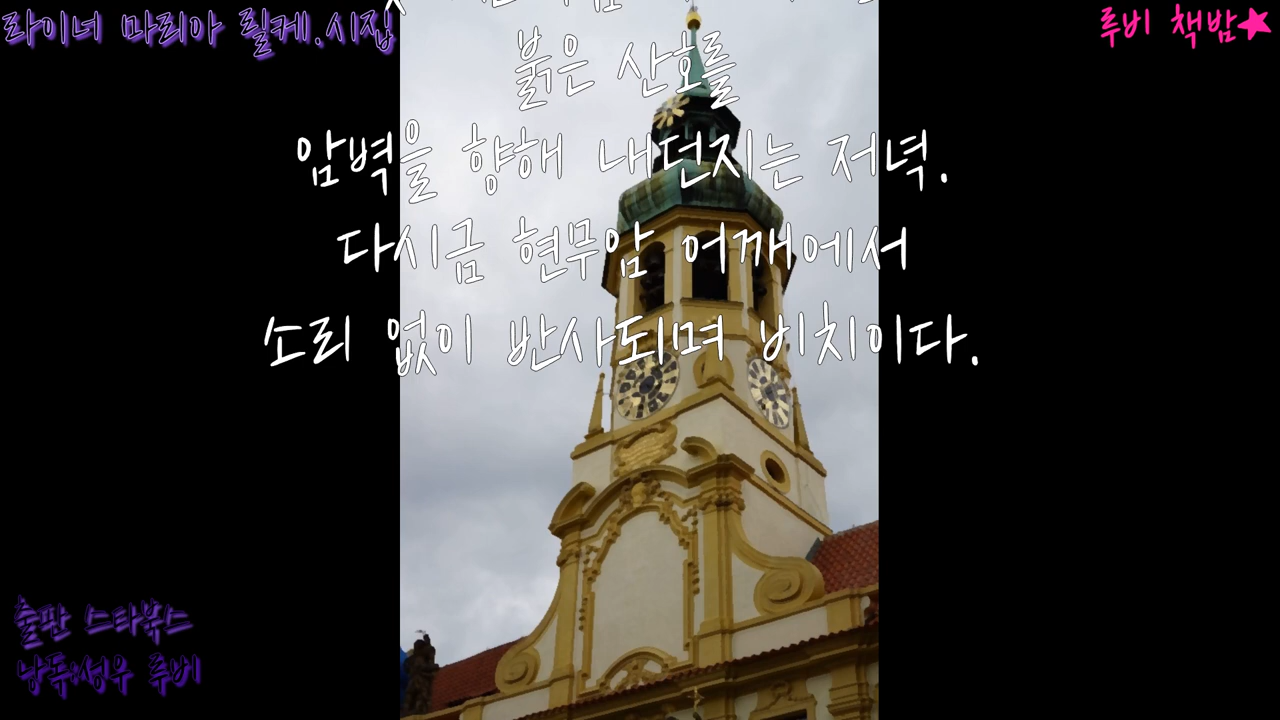 라이너 마리아 릴케.시집
루비 책밤★
붉은 산호를
암벽을 향해 내던지는 저녁.
다시금 현무암 어깨에서
소리 없이 반사되며 비치이다.
출판 스타북스
낭독:성우 루비